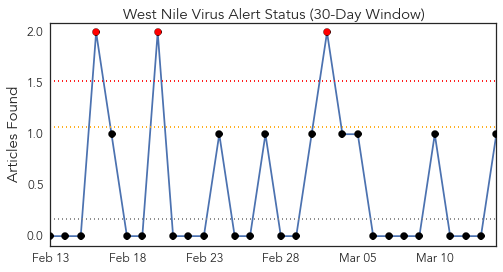 West Nile Virus Alert Status (30-Day Window)
Articles Found
2.0
1.5
1.0
0.5
0.0
Feb 13 Feb 18 Feb 23 Feb 28 Mar 05 Mar 10